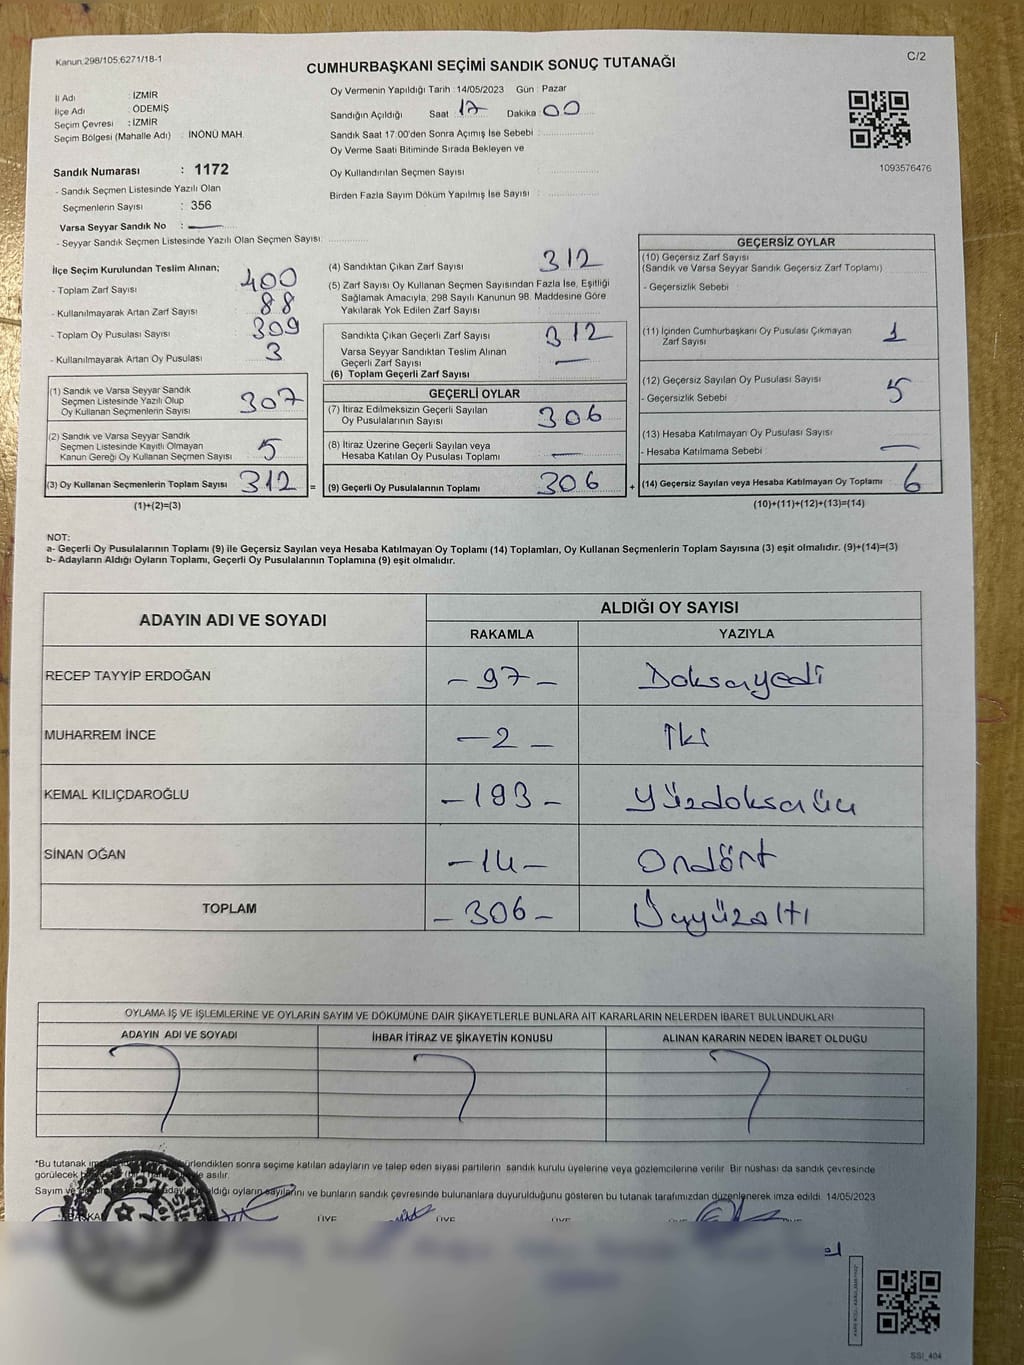 Kanun.298/105.6271/18-1
C/2
CUMHURBAŞKANI SEÇİMİ SANDIK SONUÇ TUTANAĞI
İl Adı : İZMİR
İlçe Adı : ÖDEMİŞ
Seçim Çevresi : İZMİR
Seçim Bölgesi (Mahalle Adı) : İNÖNÜ MAH.
Sandık Numarası : 1172
- Sandık Seçmen Listesinde Yazılı Olan
Seçmenlerin Sayısı : 356
Varsa Seyyar Sandık No : —
- Seyyar Sandık Seçmen Listesinde Yazılı Olan Seçmen Sayısı:
Oy Vermenin Yapıldığı Tarih : 14/05/2023 Gün : Pazar
Sandığın Açıldığı Saat 17 Dakika 00
Sandık Saat 17.00'den Sonra Açımış İse Sebebi :
Oy Verme Saati Bitiminde Sırada Bekleyen ve
Oy Kullandırılan Seçmen Sayısı :
Birden Fazla Sayım Döküm Yapılmış İse Sayısı :
1093576476
İlçe Seçim Kurulundan Teslim Alınan;
- Toplam Zarf Sayısı : 400
- Kullanılmayarak Artan Zarf Sayısı : 88
- Toplam Oy Pusulası Sayısı : 309
- Kullanılmayarak Artan Oy Pusulası : 3
(1) Sandık ve Varsa Seyyar Sandık
Seçmen Listesinde Yazılı Olup
Oy Kullanan Seçmenlerin Sayısı : 307
(2) Sandık ve Varsa Seyyar Sandık
Seçmen Listesinde Kayıtlı Olmayan
Kanun Gereği Oy Kullanan Seçmen Sayısı : 5
(3) Oy Kullanan Seçmenlerin Toplam Sayısı : 312 =
(1)+(2)=(3)
(4) Sandıktan Çıkan Zarf Sayısı : 312
(5) Zarf Sayısı Oy Kullanan Seçmen Sayısından Fazla İse, Eşitliği
Sağlamak Amacıyla, 298 Sayılı Kanunun 98. Maddesine Göre
Yakılarak Yok Edilen Zarf Sayısı :
Sandıkta Çıkan Geçerli Zarf Sayısı : 312
Varsa Seyyar Sandıktan Teslim Alınan
Geçerli Zarf Sayısı : —
(6) Toplam Geçerli Zarf Sayısı
GEÇERLİ OYLAR
(7) İtiraz Edilmeksizin Geçerli Sayılan
Oy Pusulalarının Sayısı : 306
(8) İtiraz Üzerine Geçerli Sayılan veya
Hesaba Katılan Oy Pusulası Toplamı : —
(9) Geçerli Oy Pusulalarının Toplamı : 306 +
GEÇERSİZ OYLAR
(10) Geçersiz Zarf Sayısı
(Sandık ve Varsa Seyyar Sandık Geçersiz Zarf Toplamı)
- Geçersizlik Sebebi :
(11) İçinden Cumhurbaşkanı Oy Pusulası Çıkmayan
Zarf Sayısı : 1
(12) Geçersiz Sayılan Oy Pusulası Sayısı : 5
- Geçersizlik Sebebi :
(13) Hesaba Katılmayan Oy Pusulası Sayısı : —
- Hesaba Katılmama Sebebi :
(14) Geçersiz Sayılan veya Hesaba Katılmayan Oy Toplamı : 6
(10)+(11)+(12)+(13)=(14)
NOT:
a- Geçerli Oy Pusulalarının Toplamı (9) ile Geçersiz Sayılan veya Hesaba Katılmayan Oy Toplamı (14) Toplamları, Oy Kullanan Seçmenlerin Toplam Sayısına (3) eşit olmalıdır. (9)+(14)=(3)
b- Adayların Aldığı Oyların Toplamı, Geçerli Oy Pusulalarının Toplamına (9) eşit olmalıdır.
ADAYIN ADI VE SOYADI
ALDIĞI OY SAYISI
RAKAMLA YAZIYLA
RECEP TAYYİP ERDOĞAN – 97 – Doksanyedi
MUHARREM İNCE – 2 – İki
KEMAL KILIÇDAROĞLU – 193 – Yüzdoksanüç
SİNAN OĞAN – 14 – Ondört
TOPLAM – 306 – Üçyüzaltı
OYLAMA İŞ VE İŞLEMLERİNE VE OYLARIN SAYIM VE DÖKÜMÜNE DAİR ŞİKAYETLERLE BUNLARA AİT KARARLARIN NELERDEN İBARET BULUNDUKLARI
ADAYIN ADI VE SOYADI İHBAR İTİRAZ VE ŞİKAYETİN KONUSU ALINAN KARARIN NEDEN İBARET OLDUĞU
*Bu tutanak sonra seçime katılan adayların ve talep eden siyasi partilerin sandık kurulu üyelerine veya gözlemcilerine verilir. Bir nüshası da sandık çevresinde
görülecek asılır.
Sayım ve aldığı oyların sayılarını ve bunların sandık çevresinde bulunanlara duyurulduğunu gösteren bu tutanak tarafımızdan düzenlenerek imza edildi. 14/05/2023
BAŞKAN ÜYE ÜYE ÜYE ÜYE
SSI_404